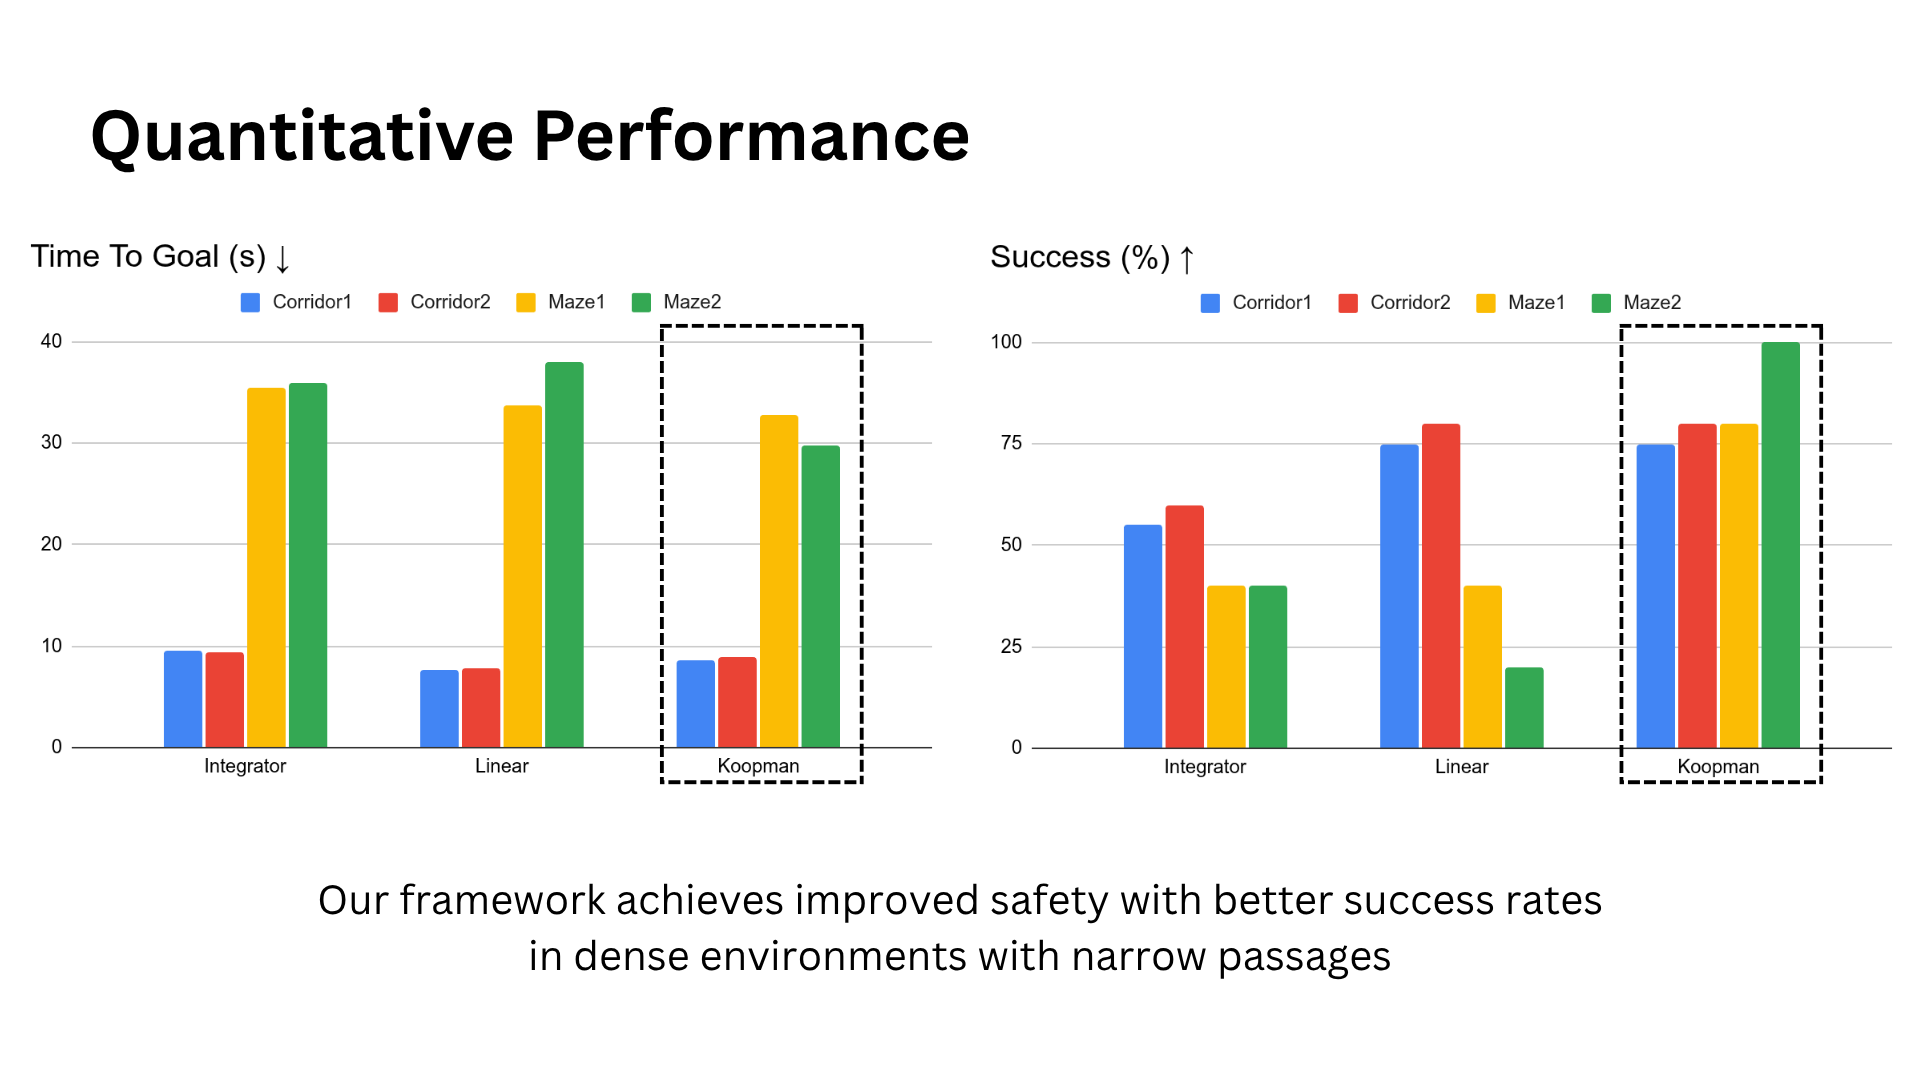 Quantitative Performance
Time To Goal (s) ↓
Corridor1 Corridor2 Maze1 Maze2
40
30
20
10
0
Integrator Linear Koopman
Success (%) ↑
Corridor1 Corridor2 Maze1 Maze2
100
75
50
25
0
Integrator Linear Koopman
Our framework achieves improved safety with better success rates
in dense environments with narrow passages